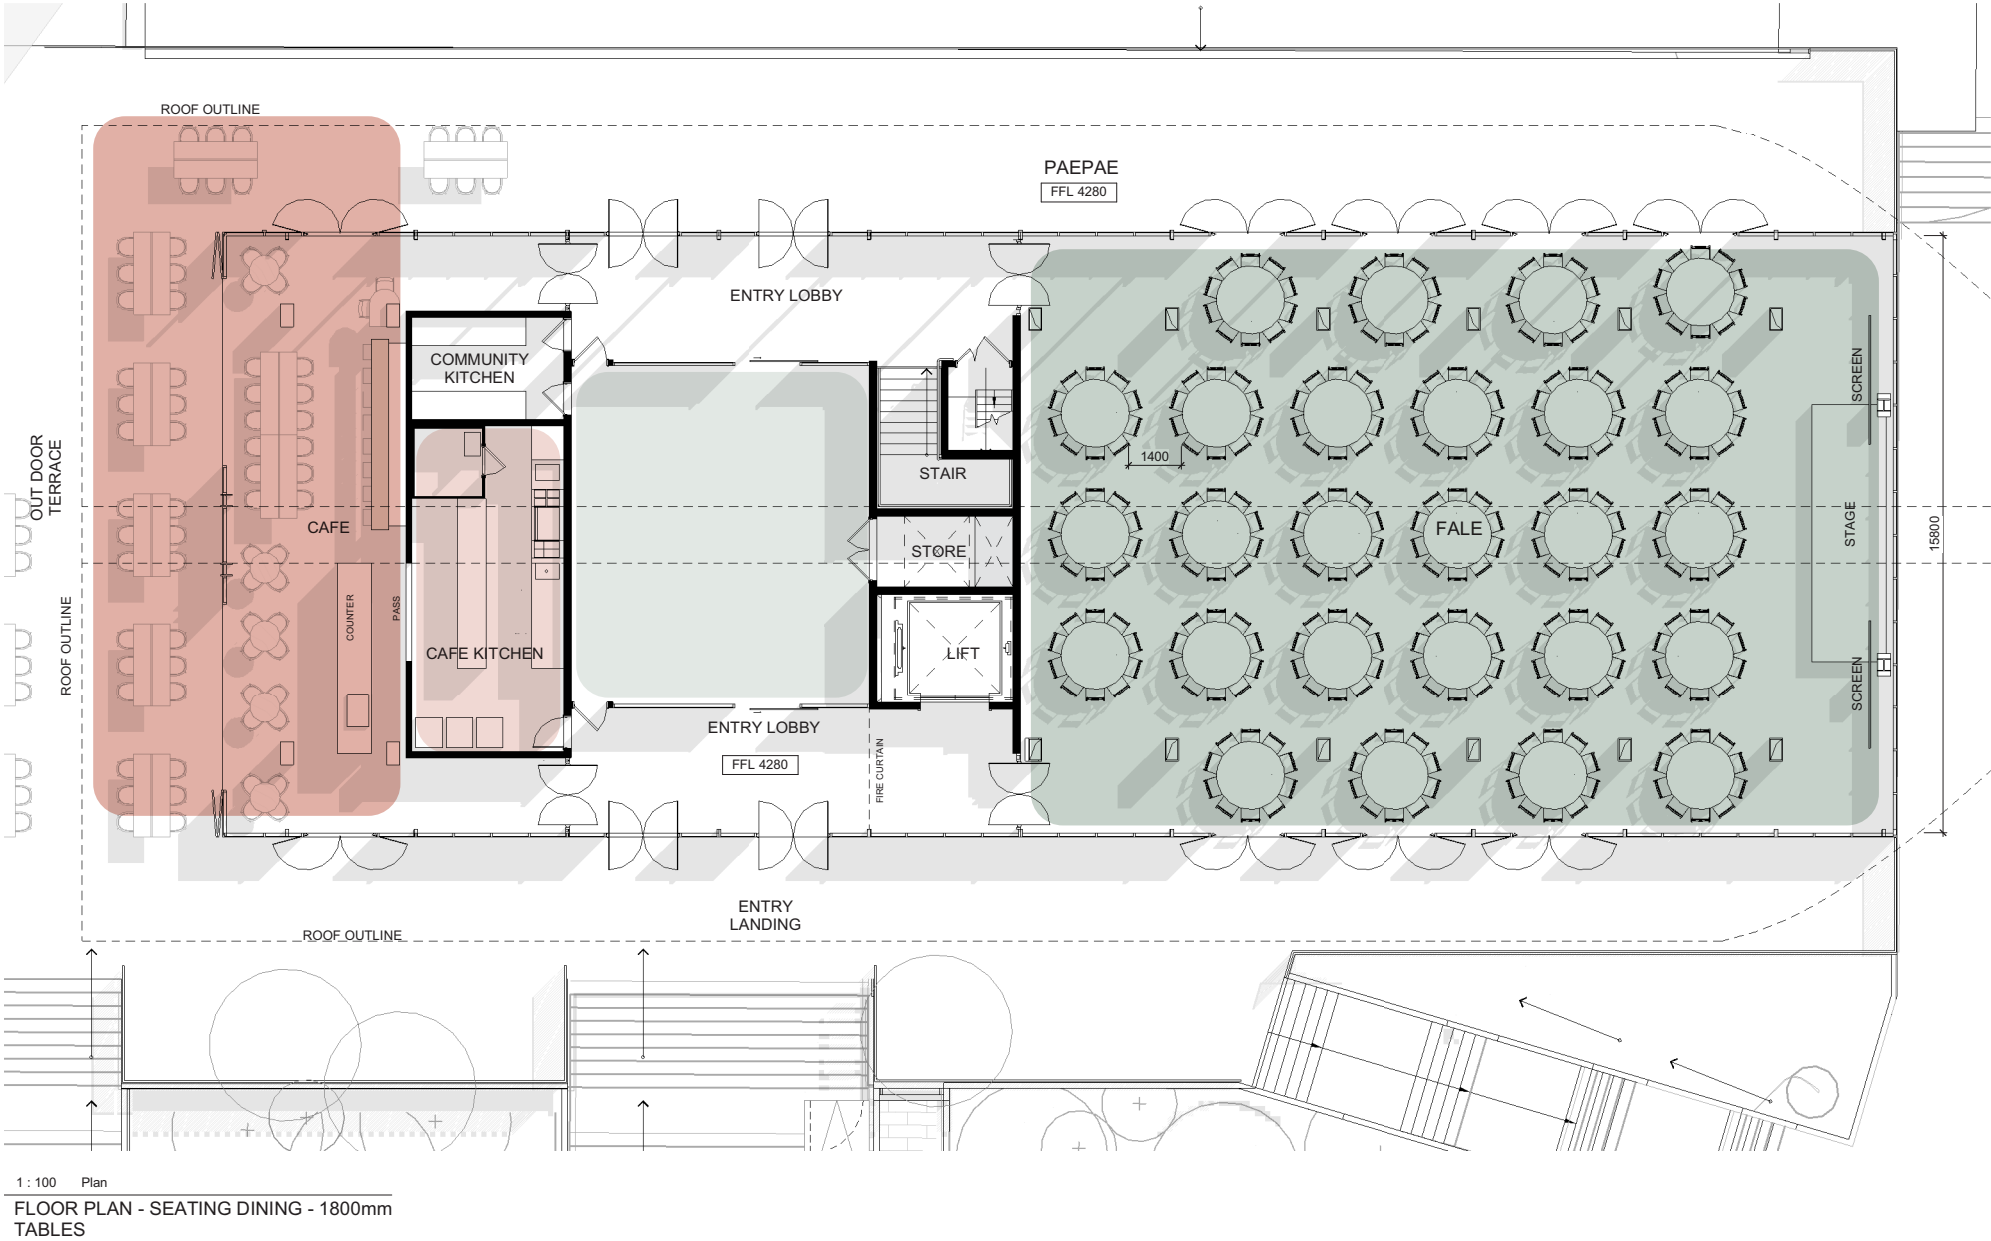 ROOF OUTLINE
PAEPAE
FFL 4280
ENTRY LOBBY
COMMUNITY
KITCHEN
SCREEN
OUT DOOR
TERRACE
1400
STAIR
CAFE
FALE
STAGE
15800
STORE
COUNTER
PASS
ROOF OUTLINE
CAFE KITCHEN
LIFT
SCREEN
ENTRY LOBBY
FFL 4280
FIRE CURTAIN
ENTRY
LANDING
ROOF OUTLINE
1 : 100 Plan
FLOOR PLAN - SEATING DINING - 1800mm
TABLES